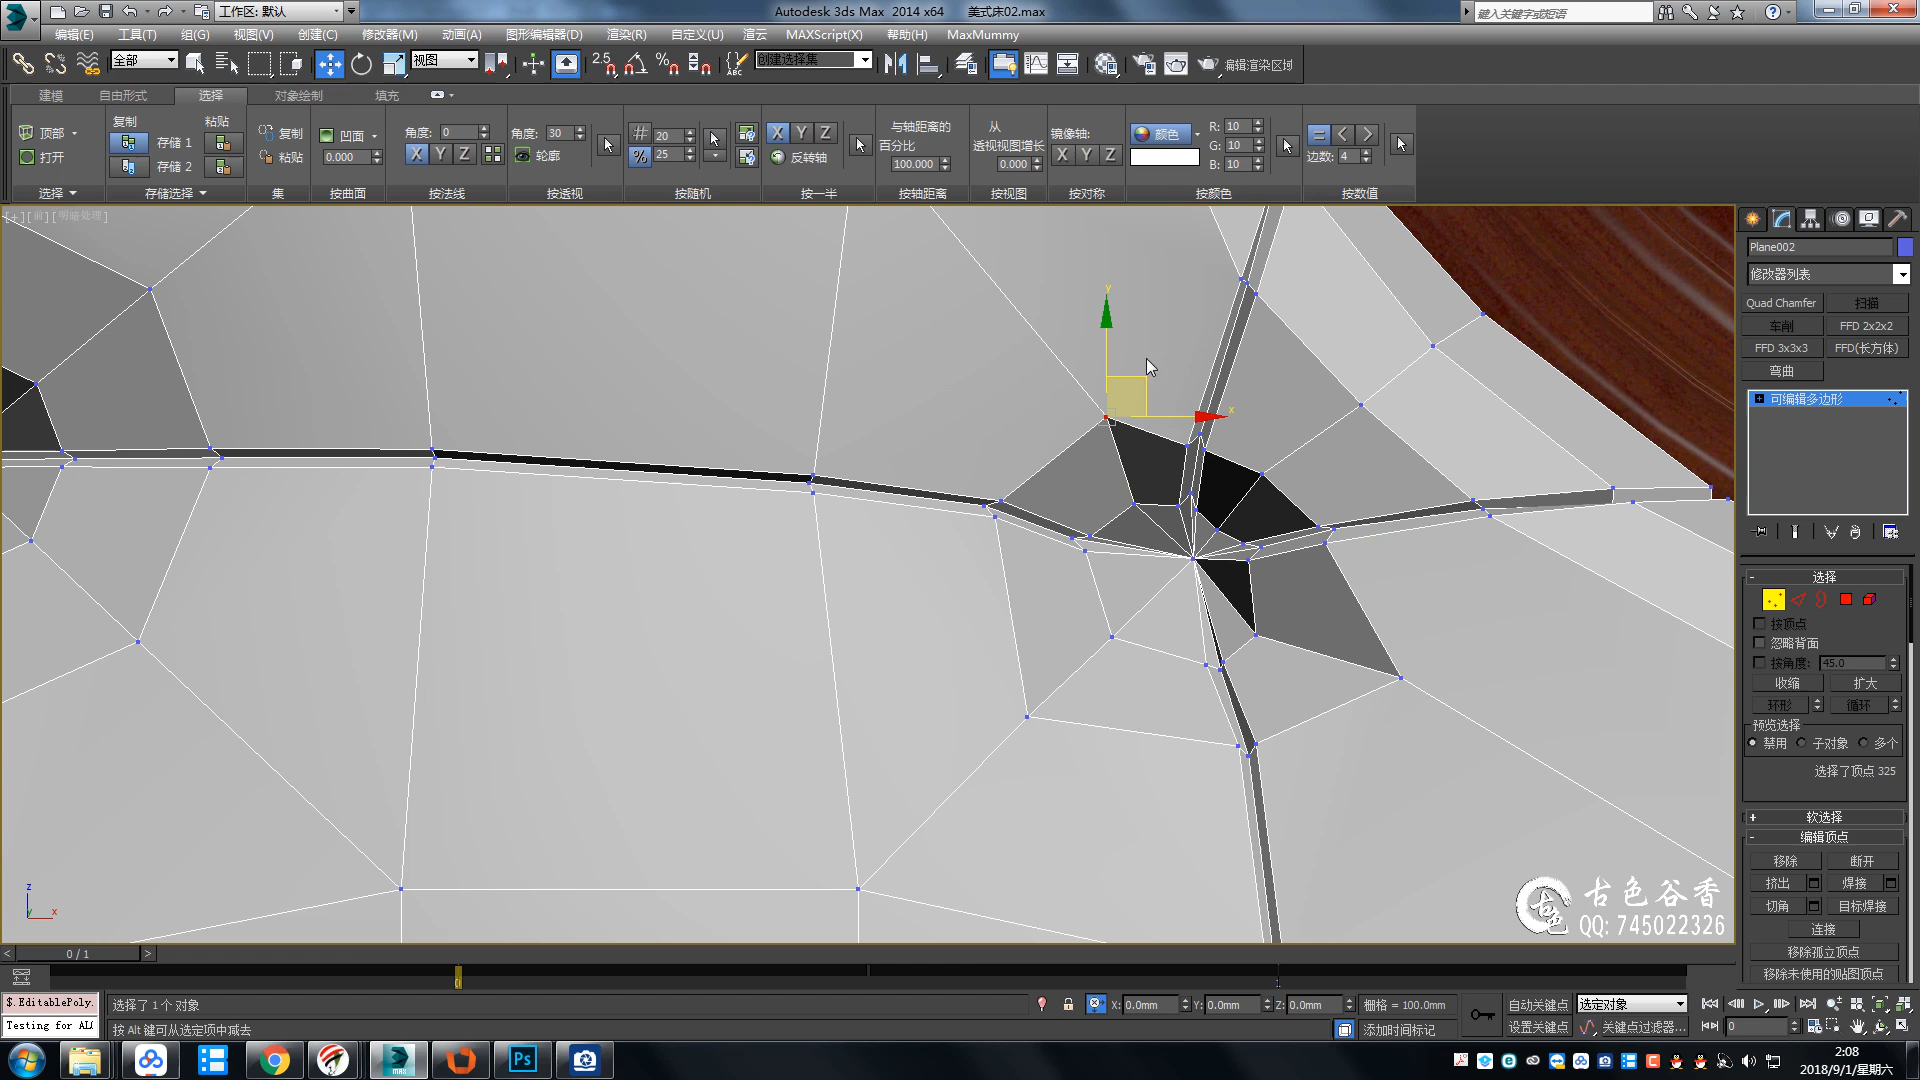 工作区: 默认
Autodesk 3ds Max  2014 x64    美式床02.max
键入关键字或短语
编辑(E) 工具(T) 组(G) 视图(V) 创建(C) 修改器(M) 动画(A) 图形编辑器(D) 渲染(R) 自定义(U) 渲云 MAXScript(X) 帮助(H) MaxMummy
全部 视图 2.5 创建选择集 编辑渲染区域
建模 自由形式 选择 对象绘制 填充
复制 粘贴
顶部 存储 1 复制 凹面 角度: 0 角度: 30 20 X Y Z 与轴距离的 从 镜像轴: 颜色 R: 10
打开 存储 2 粘贴 0.000 X Y Z 轮廓 % 25 反转轴 百分比 透视视图增长 X Y Z G: 10 边数: 4
100.000 0.000 B: 10
选择 存储选择 集 按曲面 按法线 按透视 按随机 按一半 按轴距离 按视图 按对称 按颜色 按数值
[+][前][明暗处理]
Plane002
修改器列表
Quad Chamfer 扫描
车削 FFD 2x2x2
FFD 3x3x3 FFD(长方体)
弯曲
可编辑多边形
选择
按顶点
忽略背面
按角度: 45.0
收缩 扩大
环形 循环
预览选择
禁用 子对象 多个
选择了顶点 325
软选择
编辑顶点
移除 断开
挤出 焊接
切角 目标焊接
连接
移除孤立顶点
移除未使用的贴图顶点
y
x
z
y x
古色
古色谷香
QQ: 745022326
0 / 1
$.EditablePoly. 选择了 1 个 对象 X: 0.0mm Y: 0.0mm Z: 0.0mm 栅格 = 100.0mm 自动关键点 选定对象
Testing for ALL 按 Alt 键可从选定项中减去 添加时间标记 设置关键点 关键点过滤器... 0
MAX Ps
2:08
2018/9/1/星期六